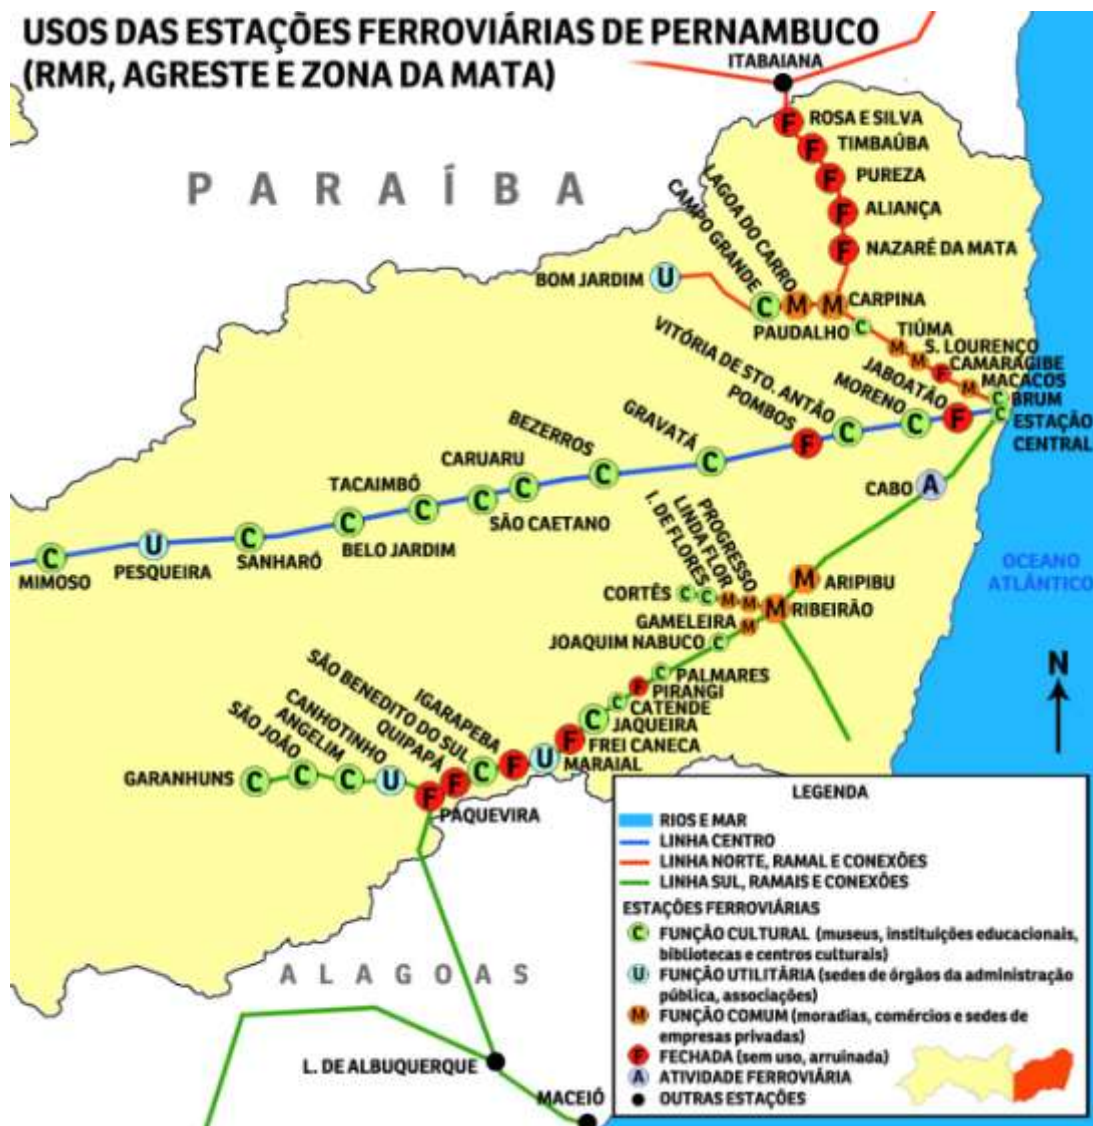 USOS DAS ESTAÇÕES FERROVIÁRIAS DE PERNAMBUCO
(RMR, AGRESTE E ZONA DA MATA)
ITABAIANA
F ROSA E SILVA
F TIMBAÚBA
PARAÍBA
F PUREZA
F ALIANÇA
F NAZARÉ DA MATA
LAGOA DO CARRO
CAMPO GRANDE
BOM JARDIM U
C M M CARPINA
PAUDALHO C
M TIÚMA
M S. LOURENÇO
F CAMARAGIBE
M MACACOS
C BRUM
C ESTAÇÃO
CENTRAL
VITÓRIA DE STO. ANTÃO
JABOATÃO
MORENO
POMBOS
GRAVATÁ
BEZERROS
F C C F
C
C
CARUARU
TACAIMBÓ
C C C
SÃO CAETANO
C
BELO JARDIM
C
SANHARÓ
U
PESQUEIRA
C
MIMOSO
CABO A
OCEANO
ATLÂNTICO
PROGRESSO
LINDA FLOR
I. DE FLORES
M ARIPIBU
CORTÊS C C M M M RIBEIRÃO
GAMELEIRA M
JOAQUIM NABUCO C
C PALMARES
F PIRANGI
C CATENDE
C JAQUEIRA
F FREI CANECA
U MARAIAL
IGARAPEBA
SÃO BENEDITO DO SUL
QUIPAPÁ
CANHOTINHO
ANGELIM
SÃO JOÃO
GARANHUNS C C C U F F C F
PAQUEVIRA
N
ALAGOAS
L. DE ALBUQUERQUE
MACEIÓ
LEGENDA
RIOS E MAR
LINHA CENTRO
LINHA NORTE, RAMAL E CONEXÕES
LINHA SUL, RAMAIS E CONEXÕES
ESTAÇÕES FERROVIÁRIAS
C FUNÇÃO CULTURAL (museus, instituições educacionais,
bibliotecas e centros culturais)
U FUNÇÃO UTILITÁRIA (sedes de órgãos da administração
pública, associações)
M FUNÇÃO COMUM (moradias, comércios e sedes de
empresas privadas)
F FECHADA (sem uso, arruinada)
A ATIVIDADE FERROVIÁRIA
OUTRAS ESTAÇÕES